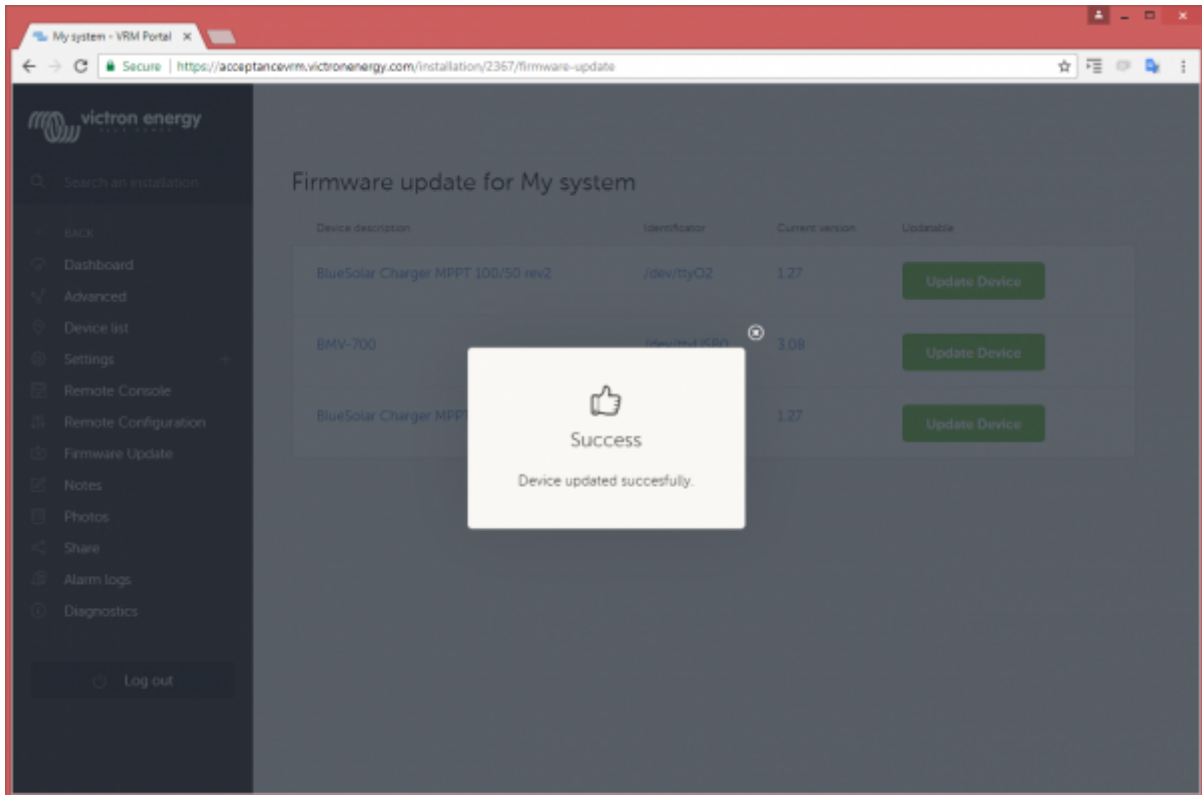 My system - VRM Portal
Secure | https://acceptancevrm.victronenergy.com/installation/2367/firmware-update
victron energy
BLUE POWER
Search an installation
Firmware update for My system
Device description Identificator Current version Updatable
BACK
Dashboard
BlueSolar Charger MPPT 100/50 rev2 /dev/ttyO2 1.27 Update Device
Advanced
Device list
BMV-700 /dev/ttyUSB0 3.08 Update Device
Settings
Remote Console
Remote Configuration
BlueSolar Charger MPPT 1.27 Update Device
Firmware Update
Notes
Photos
Share
Alarm logs
Diagnostics
Log out
Success
Device updated succesfully.